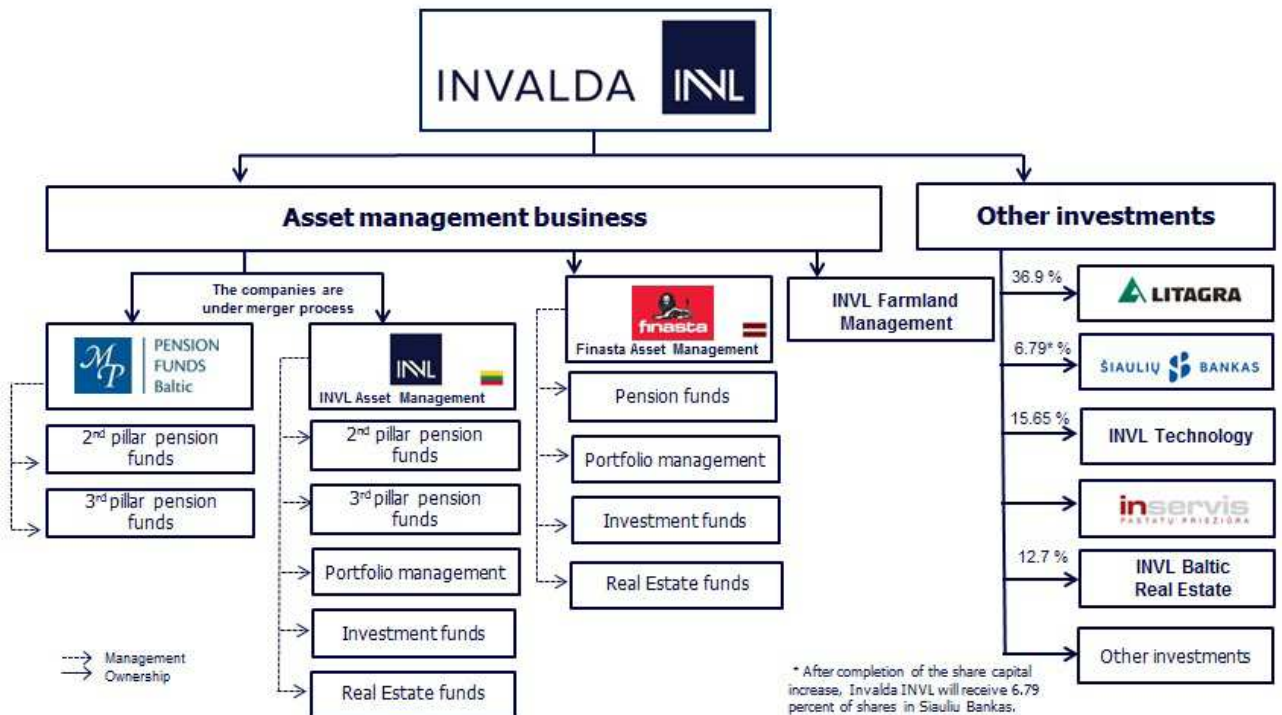 INVALDA INVL
Asset management business
Other investments
The companies are
under merger process
MP PENSION
FUNDS
Baltic
2nd pillar pension
funds
3rd pillar pension
funds
INVL
INVL Asset Management
2nd pillar pension
funds
3rd pillar pension
funds
Portfolio management
Investment funds
Real Estate funds
finasta
Finasta Asset Management
Pension funds
Portfolio management
Investment funds
Real Estate funds
INVL Farmland
Management
36.9 %
LITAGRA
6.79* %
ŠIAULIŲ BANKAS
15.65 %
INVL Technology
inservis
PASTATŲ PRIEŽIŪRA
12.7 %
INVL Baltic
Real Estate
Other investments
Management
Ownership
* After completion of the share capital
increase, Invalda INVL will receive 6.79
percent of shares in Siauliu Bankas.